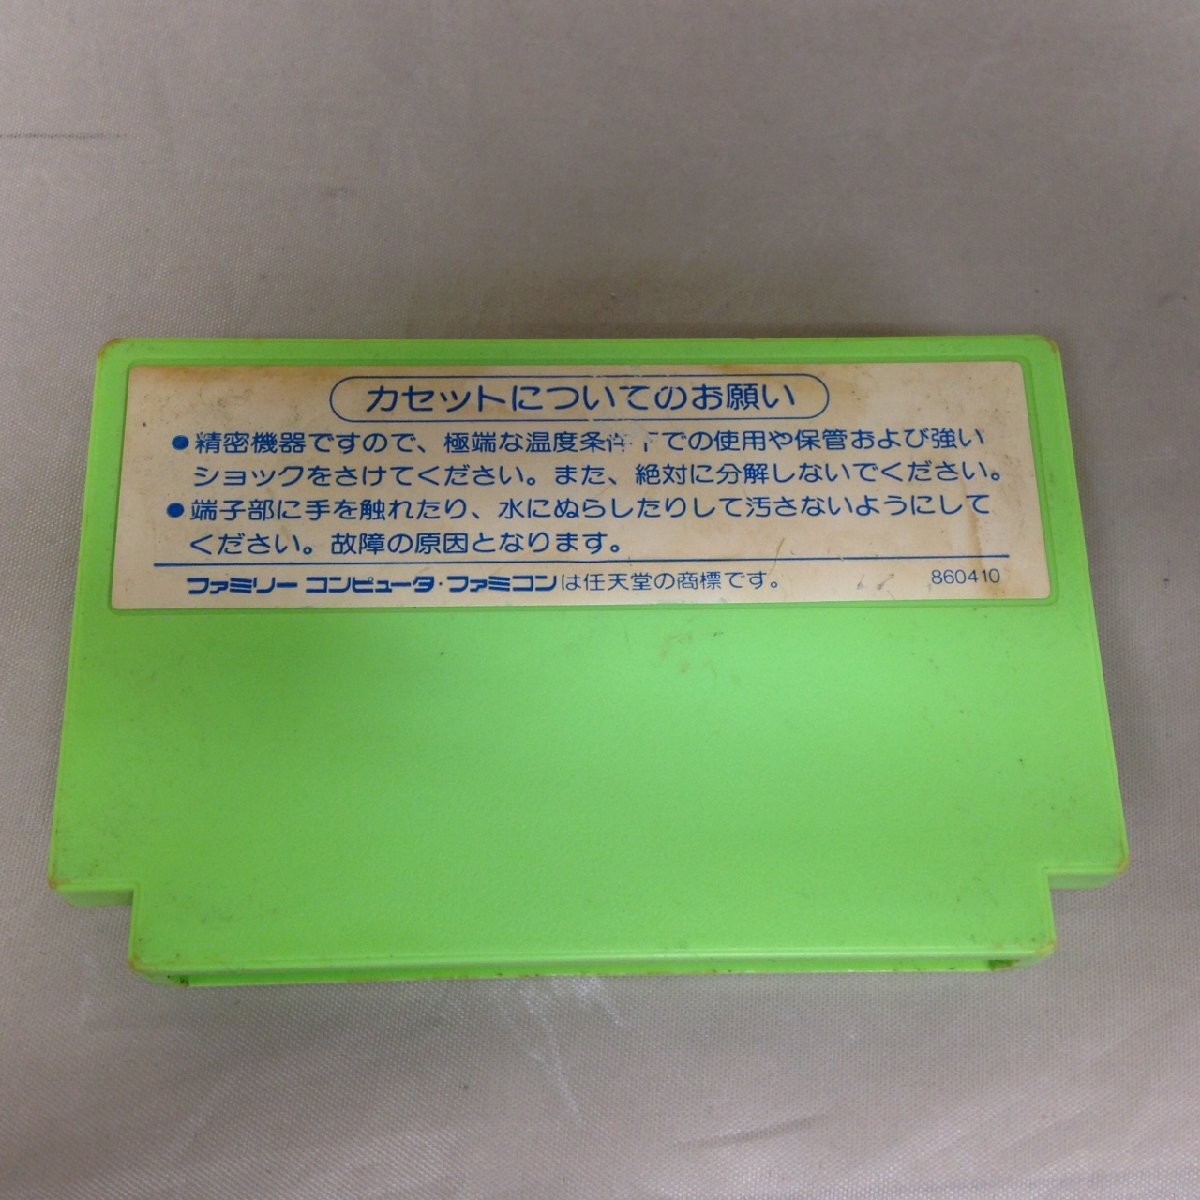 カセットについてのお願い
●精密機器ですので、極端な温度条件下での使用や保管および強い
ショックをさけてください。また、絶対に分解しないでください。
●端子部に手を触れたり、水にぬらしたりして汚さないようにして
ください。故障の原因となります。
ファミリー コンピュータ・ファミコンは任天堂の商標です。 860410